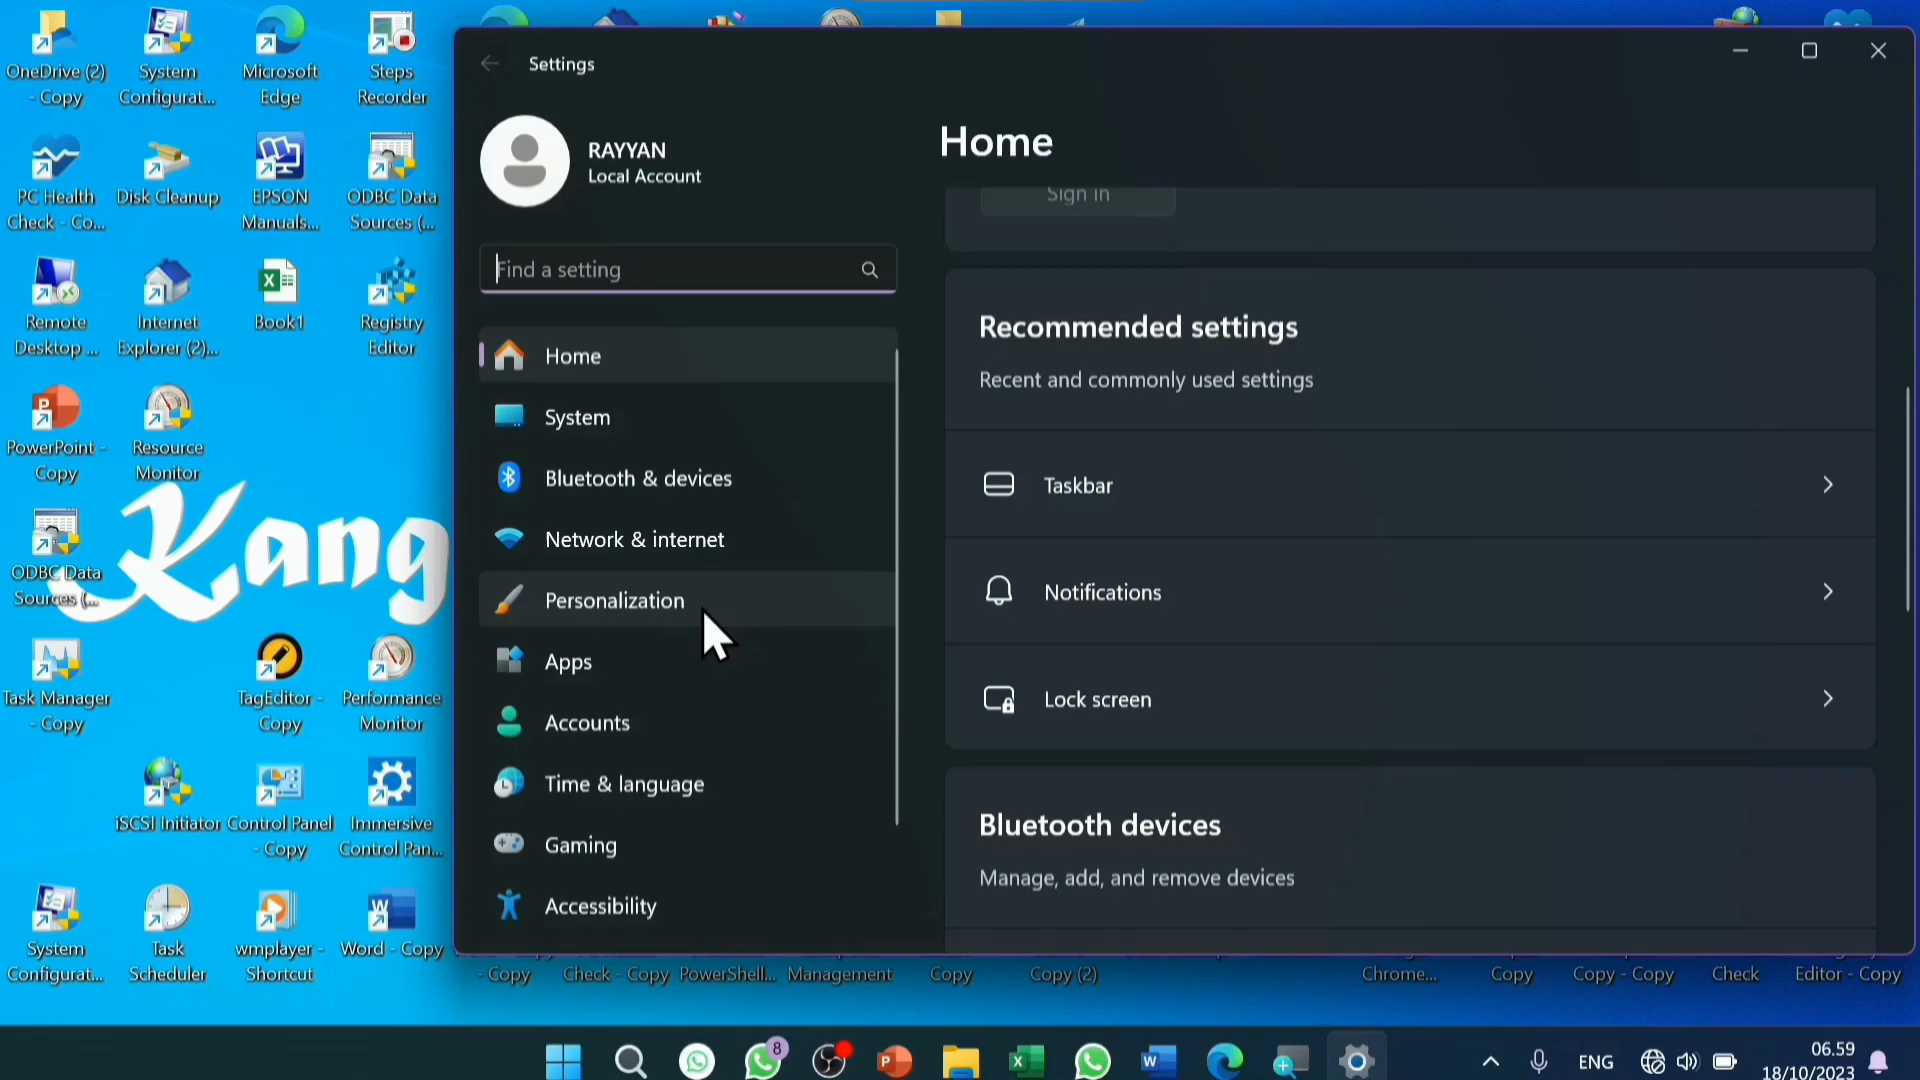 OneDrive (2)
- Copy
System
Configurat...
Microsoft
Edge
Steps
Recorder
PC Health
Check - Co...
Disk Cleanup
EPSON
Manuals...
ODBC Data
Sources (...
Remote
Desktop ...
Internet
Explorer (2)...
Book1
Registry
Editor
PowerPoint -
Copy
Resource
Monitor
ODBC Data
Sources (...
Kang
Task Manager
- Copy
TagEditor -
Copy
Performance
Monitor
iSCSI Initiator
Control Panel
- Copy
Immersive
Control Pan...
System
Configurat...
Task
Scheduler
wmplayer -
Shortcut
Word - Copy
Settings
RAYYAN
Local Account
Find a setting
Home
System
Bluetooth & devices
Network & internet
Personalization
Apps
Accounts
Time & language
Gaming
Accessibility
Home
Sign in
Recommended settings
Recent and commonly used settings
Taskbar
Notifications
Lock screen
Bluetooth devices
Manage, add, and remove devices
- Copy
Check - Copy
PowerShell...
Management
Copy
Copy (2)
Chrome...
Copy
Copy - Copy
Check
Editor - Copy
8
ENG
06.59
18/10/2023